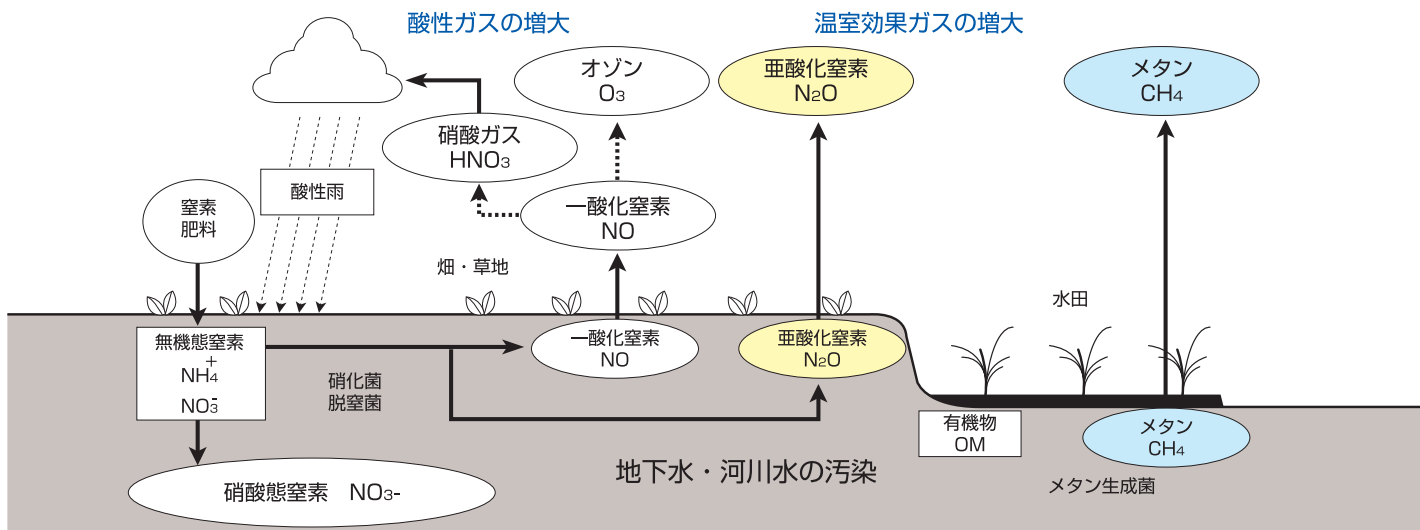 酸性ガスの増大
温室効果ガスの増大
オゾン
O3
亜酸化窒素
N2O
メタン
CH4
硝酸ガス
HNO3
酸性雨
窒素
肥料
一酸化窒素
NO
畑・草地
水田
無機態窒素
NH4+
NO3-
硝化菌
脱窒菌
一酸化窒素
NO
亜酸化窒素
N2O
有機物
OM
メタン
CH4
地下水・河川水の汚染
メタン生成菌
硝酸態窒素 NO3-